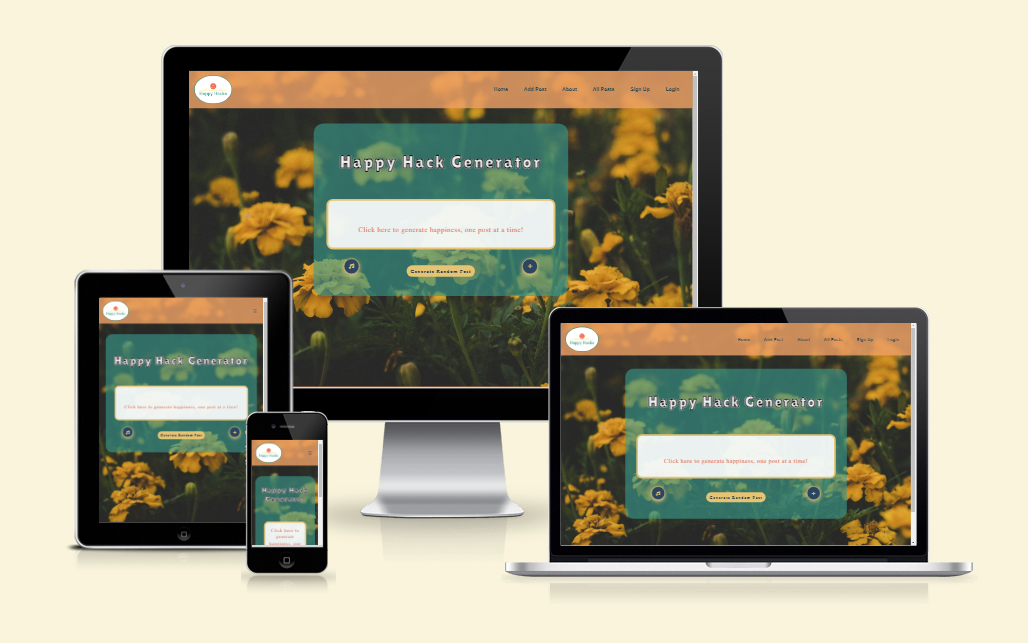 Happy Hacks
Home Add Post About All Posts Sign Up Login
Happy Hack Generator
Click here to generate happiness, one post at a time!
Generate Random Post
Happy Hacks
Happy Hack Generator
Click here to generate happiness, one post at a time!
Generate Random Post
Happy Hacks
Happy Hack
Generator
Click here to
generate
happiness, one
Happy Hacks
Home Add Post About All Posts Sign Up Login
Happy Hack Generator
Click here to generate happiness, one post at a time!
Generate Random Post